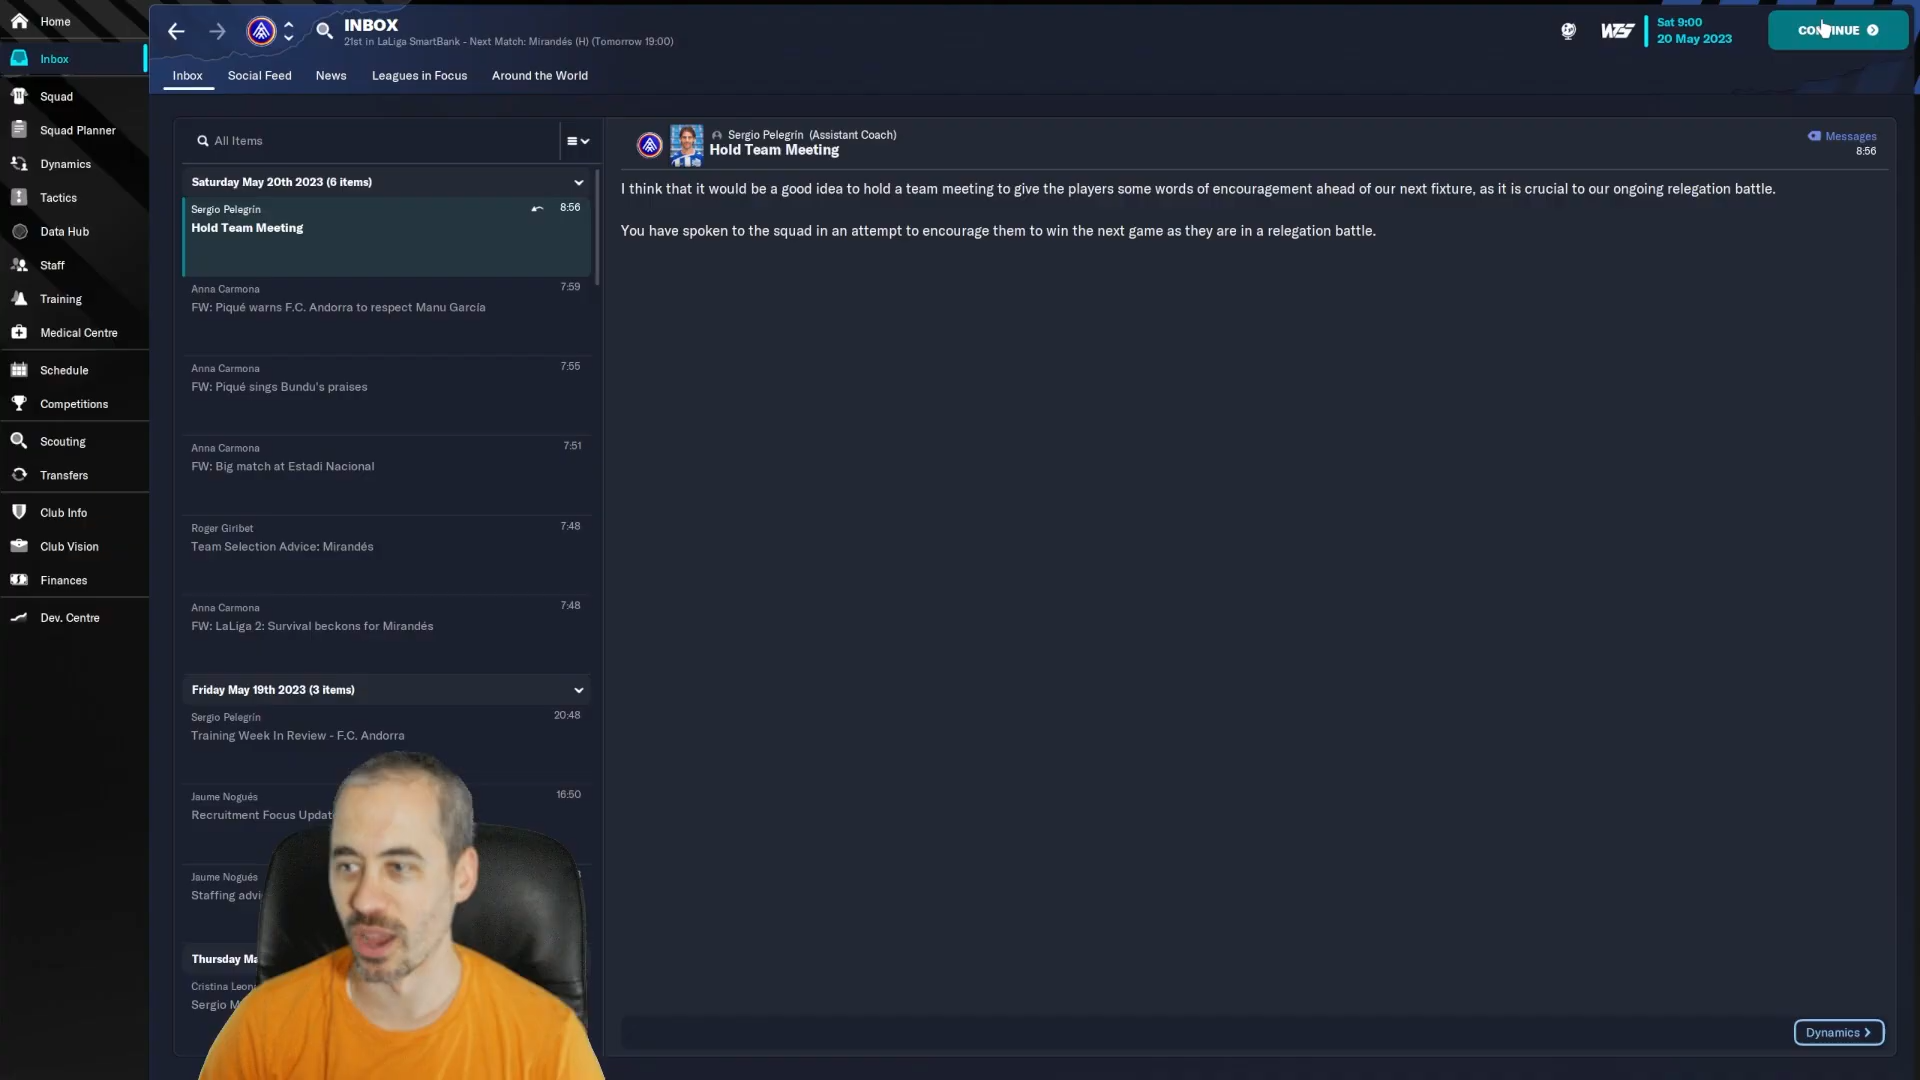 Home
INBOX
21st in LaLiga SmartBank - Next Match: Mirandés (H) (Tomorrow 19:00)
Sat 9:00
20 May 2023
CONTINUE
Inbox
Squad
Squad Planner
Dynamics
Tactics
Data Hub
Staff
Training
Medical Centre
Schedule
Competitions
Scouting
Transfers
Club Info
Club Vision
Finances
Dev. Centre
Inbox
Social Feed
News
Leagues in Focus
Around the World
All Items
Saturday May 20th 2023 (6 items)
Sergio Pelegrín
8:56
Hold Team Meeting
Anna Carmona
7:59
FW: Piqué warns F.C. Andorra to respect Manu García
Anna Carmona
7:55
FW: Piqué sings Bundu's praises
Anna Carmona
7:51
FW: Big match at Estadi Nacional
Roger Giribet
7:48
Team Selection Advice: Mirandés
Anna Carmona
7:48
FW: LaLiga 2: Survival beckons for Mirandés
Friday May 19th 2023 (3 items)
Sergio Pelegrín
20:48
Training Week In Review - F.C. Andorra
Jaume Nogués
16:50
Recruitment Focus
Jaume Nogués
Staffing
Thursday
Cristina
Sergio
Sergio Pelegrín (Assistant Coach)
Hold Team Meeting
Messages
8:56
I think that it would be a good idea to hold a team meeting to give the players some words of encouragement ahead of our next fixture, as it is crucial to our ongoing relegation battle.
You have spoken to the squad in an attempt to encourage them to win the next game as they are in a relegation battle.
Dynamics